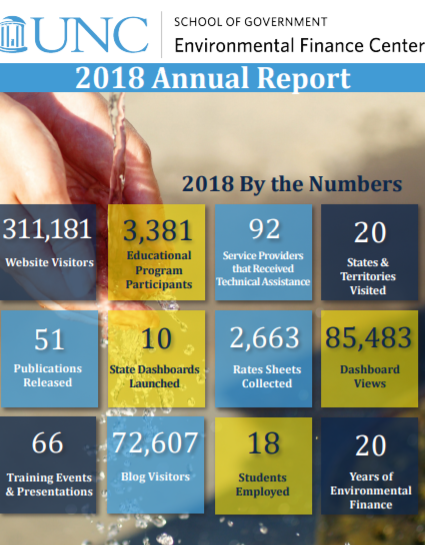 UNC
SCHOOL OF GOVERNMENT
Environmental Finance Center
2018 Annual Report
2018 By the Numbers
311,181
Website Visitors
3,381
Educational
Program
Participants
92
Service Providers
that Received
Technical Assistance
20
States &
Territories
Visited
51
Publications
Released
10
State Dashboards
Launched
2,663
Rates Sheets
Collected
85,483
Dashboard
Views
66
Training Events
& Presentations
72,607
Blog Visitors
18
Students
Employed
20
Years of
Environmental
Finance